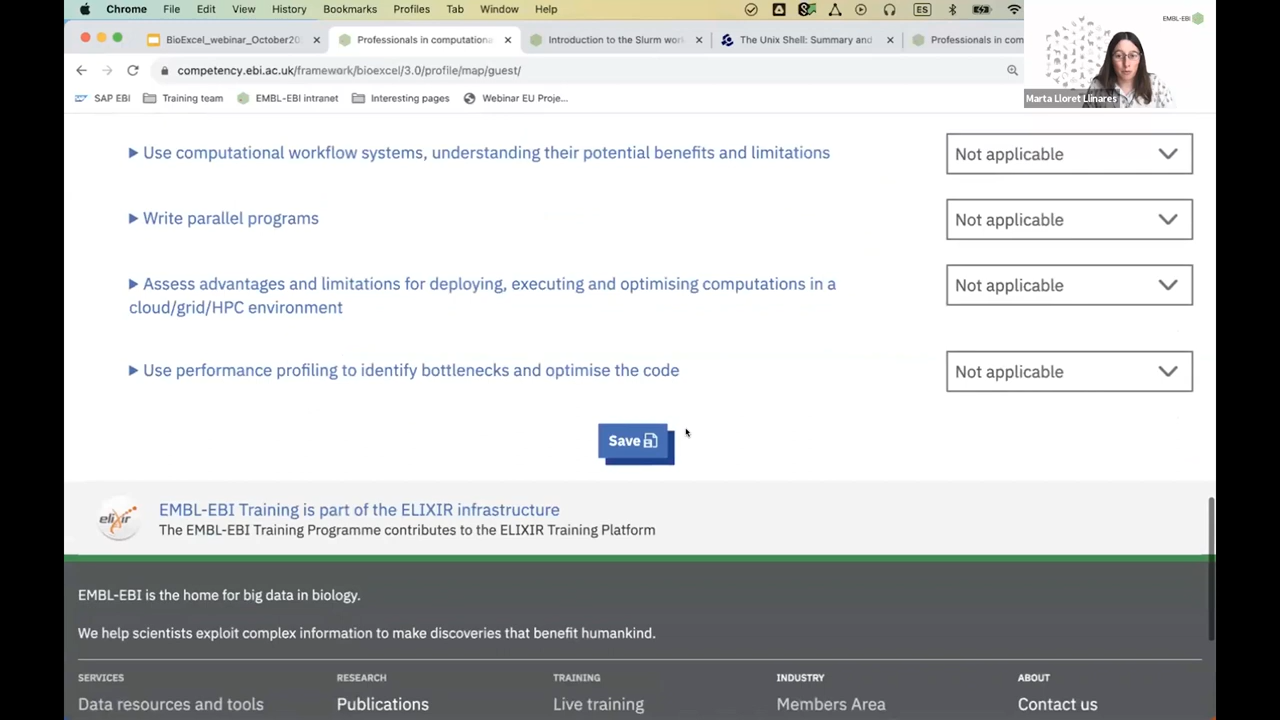 Chrome File Edit View History Bookmarks Profiles Tab Window Help ES
EMBL-EBI
Marta Lloret Llinares
BioExcel_webinar_October20 Professionals in computationa Introduction to the Slurm work The Unix Shell: Summary and Professionals in com
competency.ebi.ac.uk/framework/bioexcel/3.0/profile/map/guest/
SAP EBI Training team EMBL-EBI intranet Interesting pages Webinar EU Proje...
Use computational workflow systems, understanding their potential benefits and limitations Not applicable
Write parallel programs Not applicable
Assess advantages and limitations for deploying, executing and optimising computations in a Not applicable
cloud/grid/HPC environment
Use performance profiling to identify bottlenecks and optimise the code Not applicable
Save
elixir
EMBL-EBI Training is part of the ELIXIR infrastructure
The EMBL-EBI Training Programme contributes to the ELIXIR Training Platform
EMBL-EBI is the home for big data in biology.
We help scientists exploit complex information to make discoveries that benefit humankind.
SERVICES RESEARCH TRAINING INDUSTRY ABOUT
Data resources and tools Publications Live training Members Area Contact us